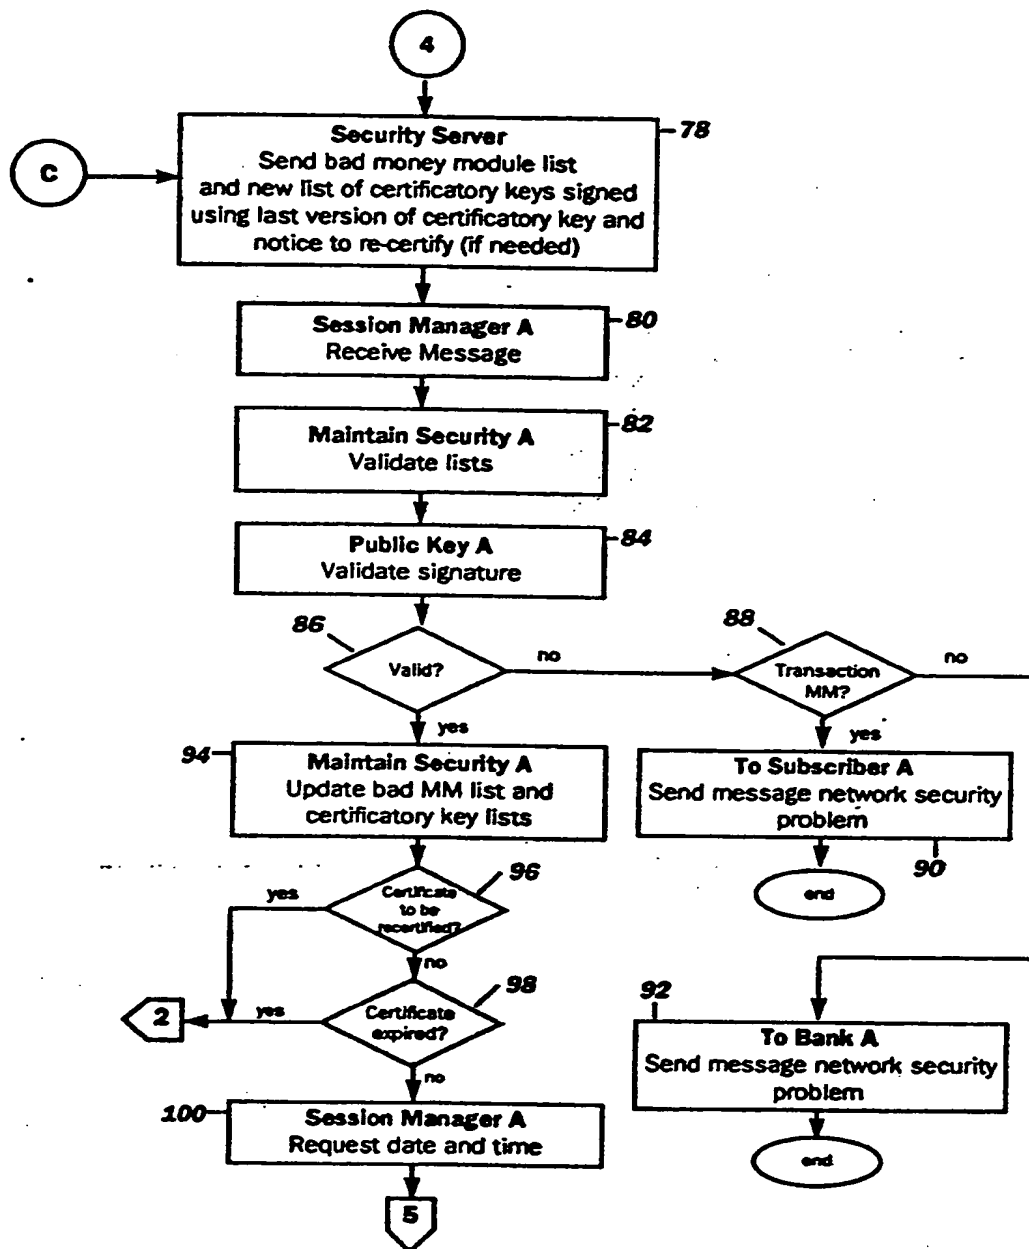 4
C
78
Security Server
Send bad money module list
and new list of certificatory keys signed
using last version of certificatory key and
notice to re-certify (if needed)
80
Session Manager A
Receive Message
82
Maintain Security A
Validate lists
84
Public Key A
Validate signature
86
Valid?
no
88
Transaction
MM?
no
yes
yes
94
Maintain Security A
Update bad MM list and
certificatory key lists
To Subscriber A
Send message network security
problem
90
end
96
yes
Certificate
to be
recertified?
no
98
2
yes
Certificate
expired?
no
92
To Bank A
Send message network security
problem
end
100
Session Manager A
Request date and time
5